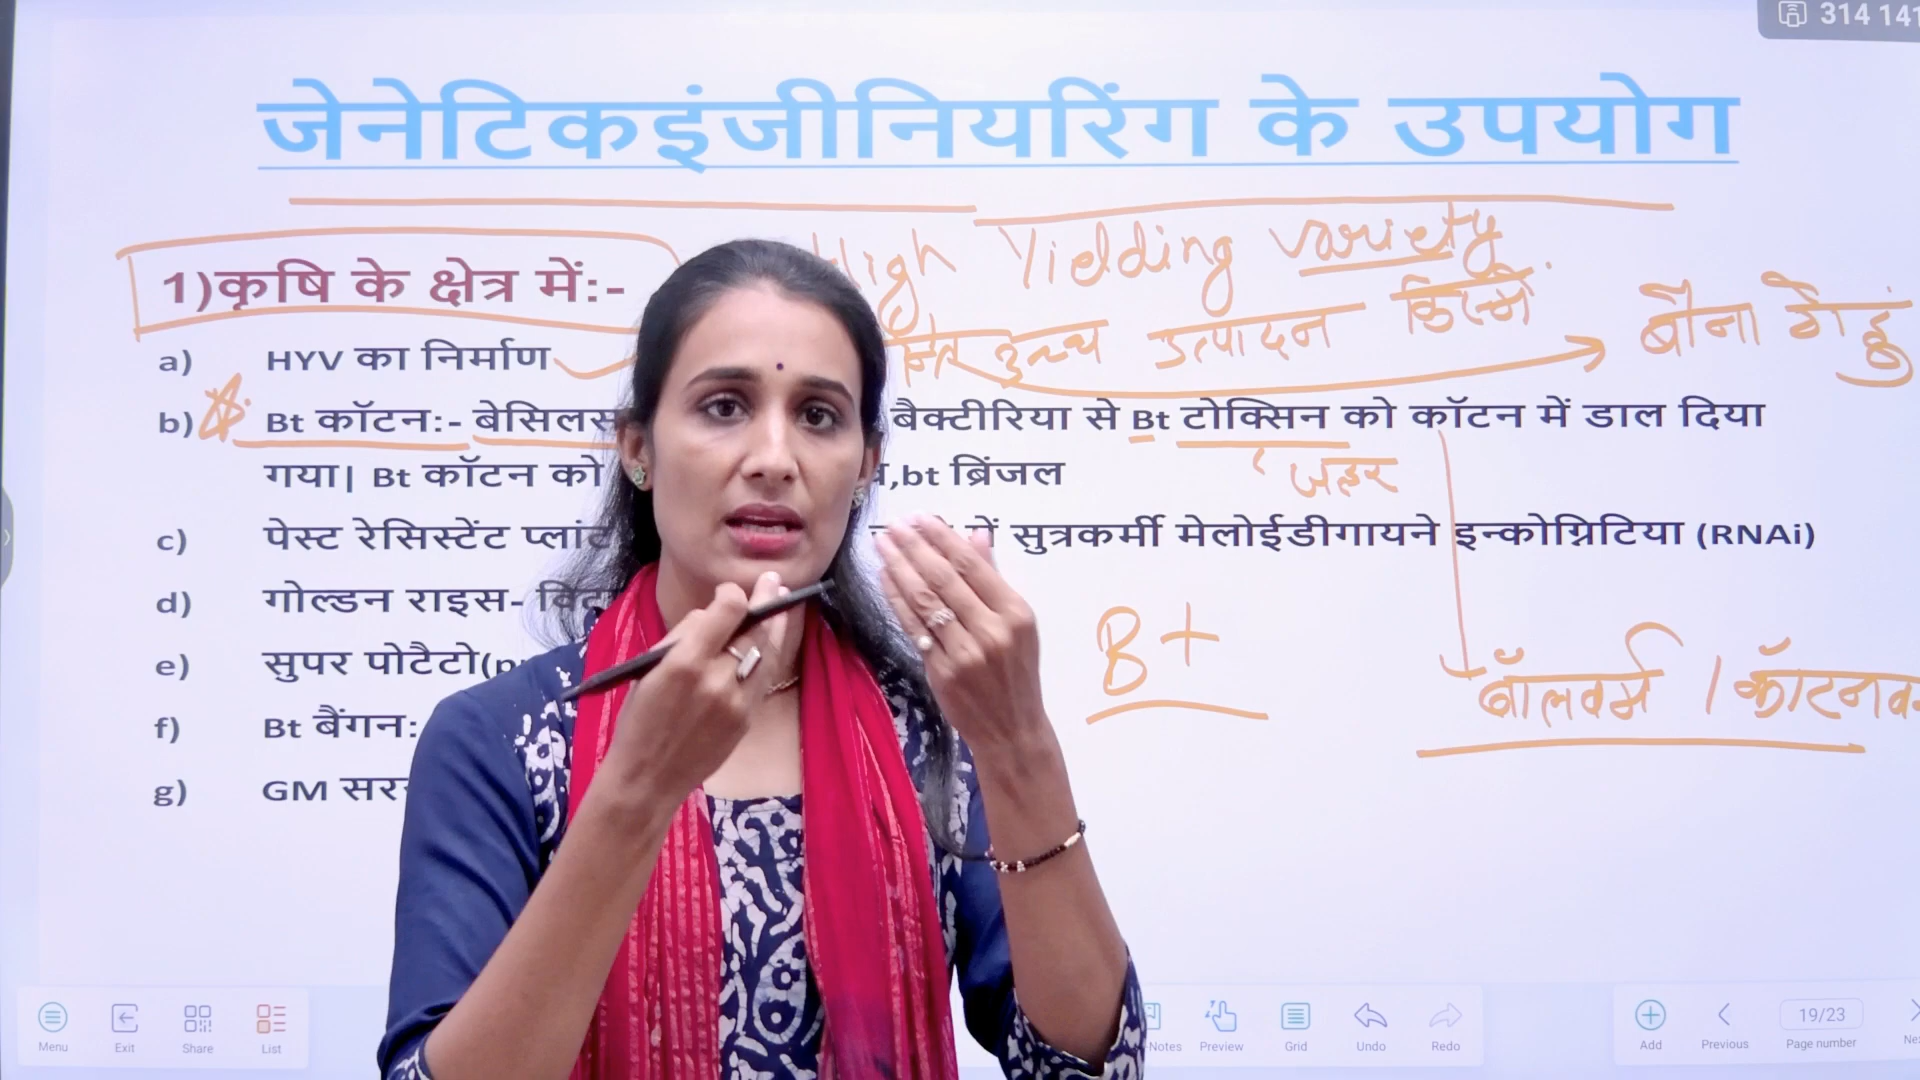 314 141
जेनेटिकइंजीनियरिंग के उपयोग
High Yielding variety
1)कृषि के क्षेत्र में:-
उच्च उत्पादन किस्में
बौना गेहूं
a) HYV का निर्माण
b) Bt कॉटन:- बेसिलस बैक्टीरिया से Bt टोक्सिन को कॉटन में डाल दिया
गया| Bt कॉटन को ,bt ब्रिंजल
जहर
c) पेस्ट रेसिस्टेंट प्लांट में सुत्रकर्मी मेलोईडीगायने इन्कोग्निटिया (RNAi)
d) गोल्डन राइस-
Bt
e) सुपर पोटैटो
बॉलवर्म / कॉटनव
f) Bt बैंगन:
g) GM
Menu Exit Share List Notes Preview Grid Undo Redo Add Previous 19/23 Page number